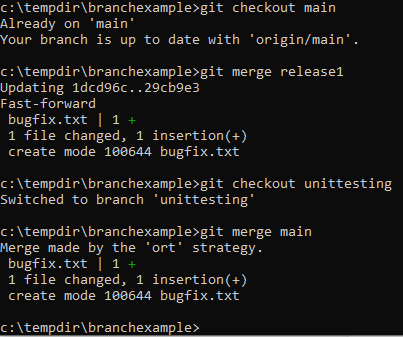 c:\tempdir\branchexample>git checkout main
Already on 'main'
Your branch is up to date with 'origin/main'.
c:\tempdir\branchexample>git merge release1
Updating 1dcd96c..29cb9e3
Fast-forward
 bugfix.txt | 1 +
 1 file changed, 1 insertion(+)
 create mode 100644 bugfix.txt
c:\tempdir\branchexample>git checkout unittesting
Switched to branch 'unittesting'
c:\tempdir\branchexample>git merge main
Merge made by the 'ort' strategy.
 bugfix.txt | 1 +
 1 file changed, 1 insertion(+)
 create mode 100644 bugfix.txt
c:\tempdir\branchexample>